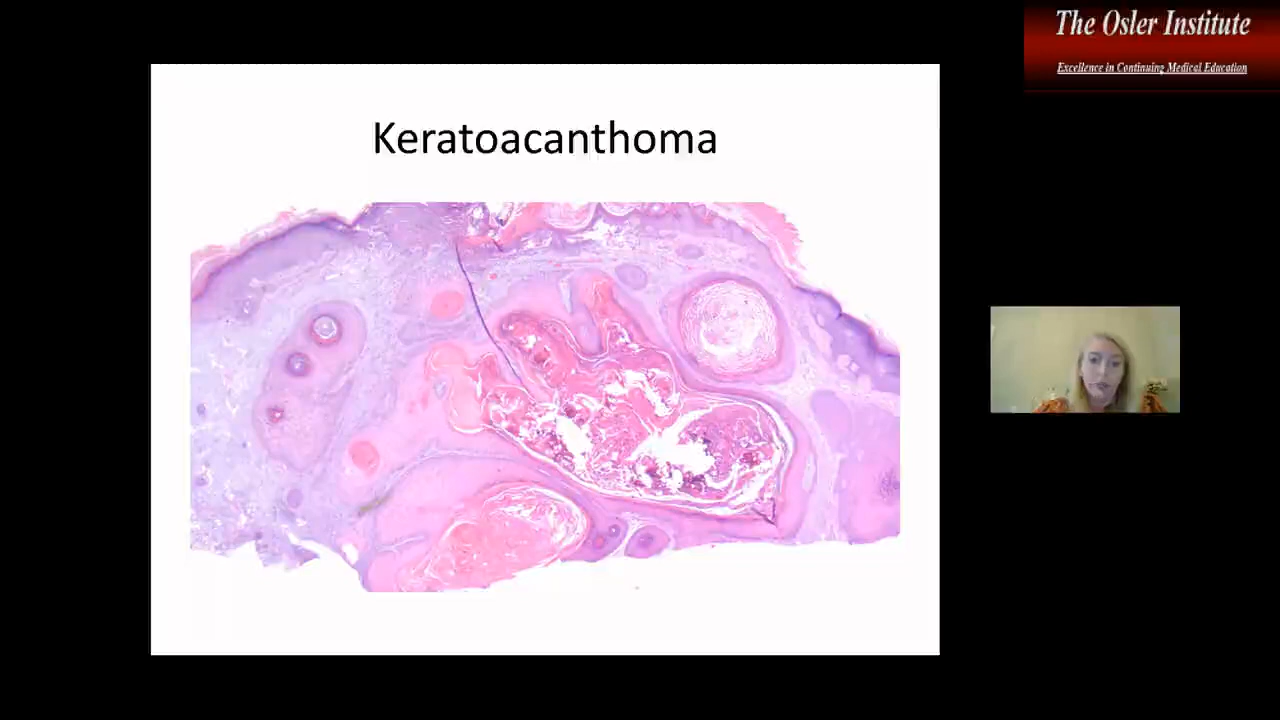 The Osler Institute
Excellence in Continuing Medical Education
Keratoacanthoma